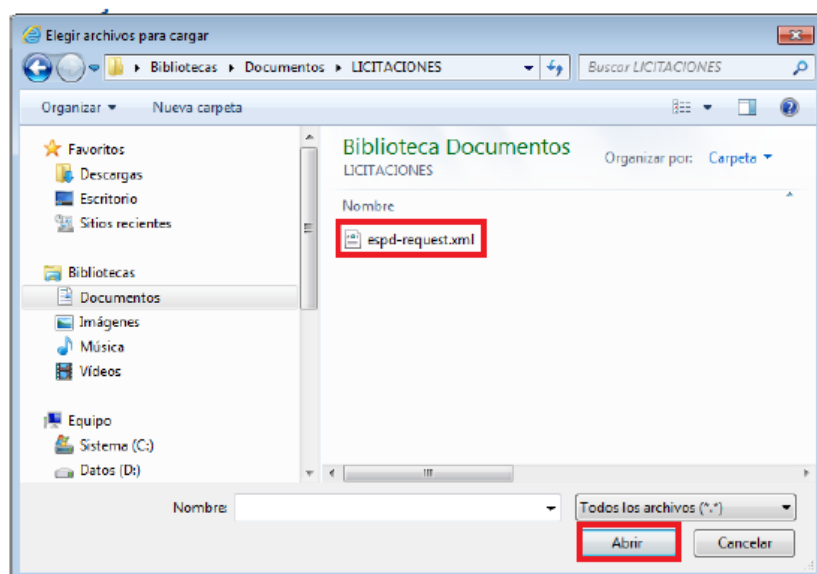 Elegir archivos para cargar
Bibliotecas Documentos LICITACIONES Buscar LICITACIONES
Organizar Nueva carpeta
Favoritos
Descargas
Escritorio
Sitios recientes
Bibliotecas
Documentos
Imágenes
Música
Vídeos
Equipo
Sistema (C:)
Datos (D:)
Biblioteca Documentos
LICITACIONES
Organizar por: Carpeta
Nombre
espd-request.xml
Nombre: Todos los archivos (*.*)
Abrir Cancelar